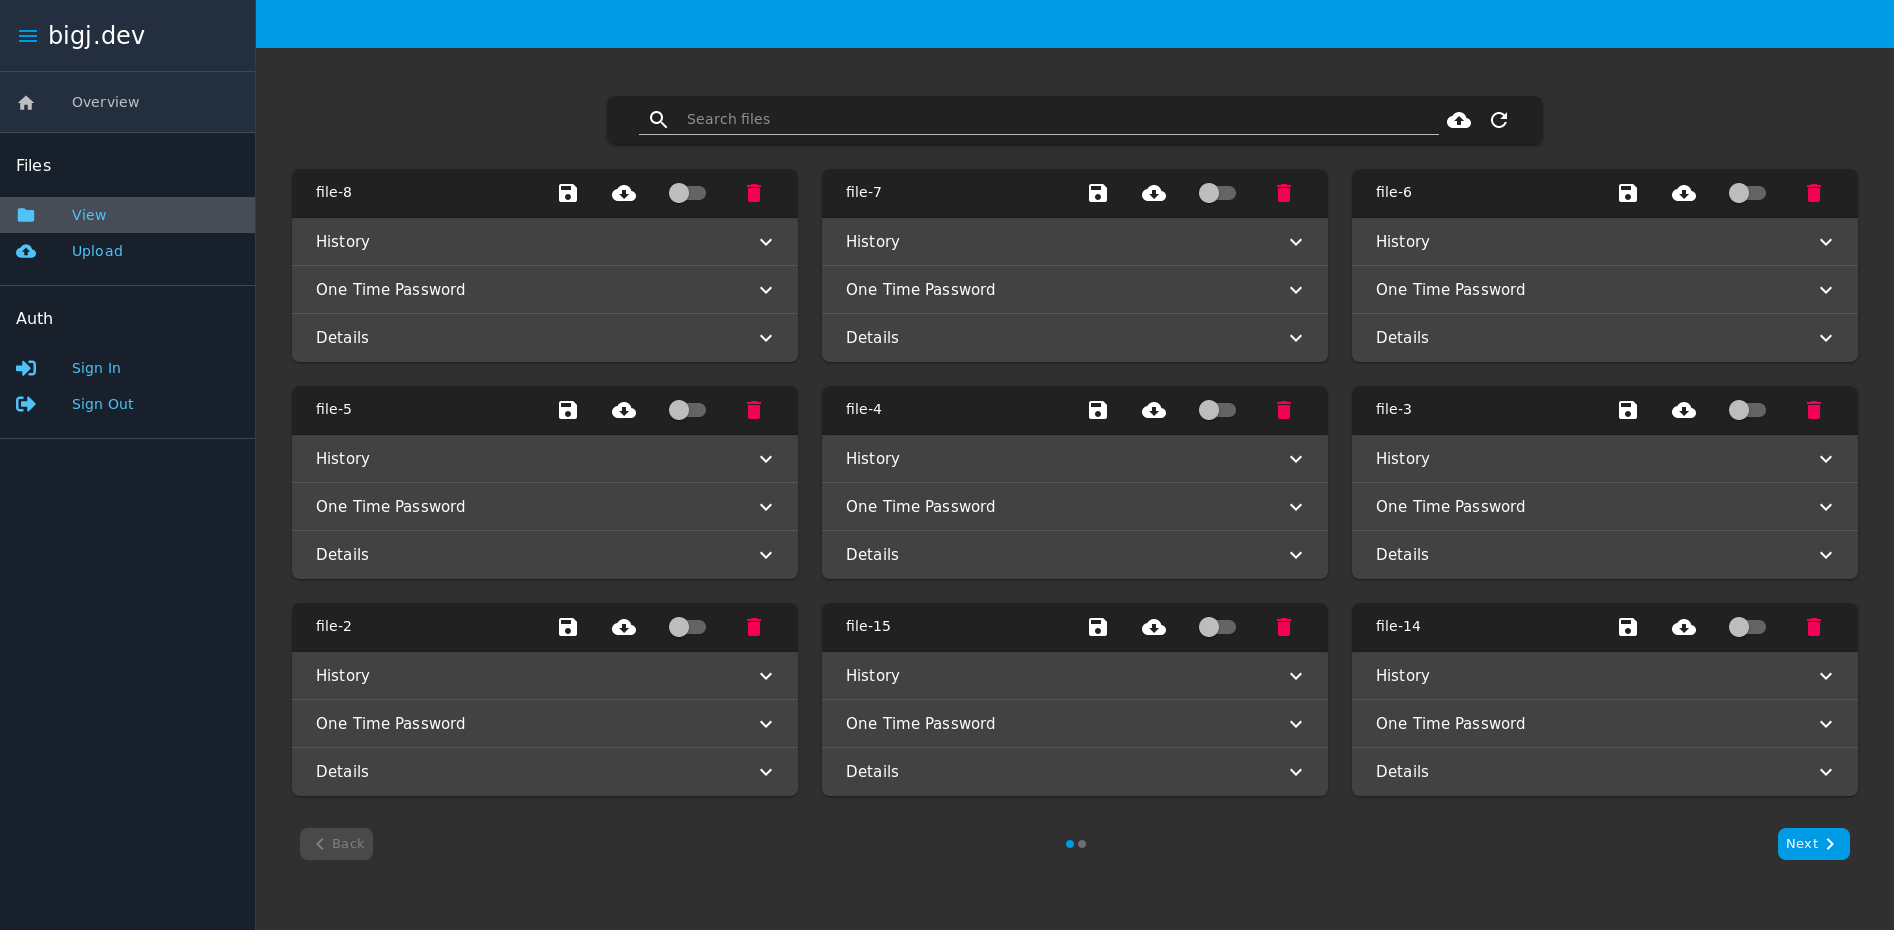 bigj.dev
Overview
Files
View
Upload
Auth
Sign In
Sign Out
Search files
file-8
History
One Time Password
Details
file-7
History
One Time Password
Details
file-6
History
One Time Password
Details
file-5
History
One Time Password
Details
file-4
History
One Time Password
Details
file-3
History
One Time Password
Details
file-2
History
One Time Password
Details
file-15
History
One Time Password
Details
file-14
History
One Time Password
Details
Back
Next